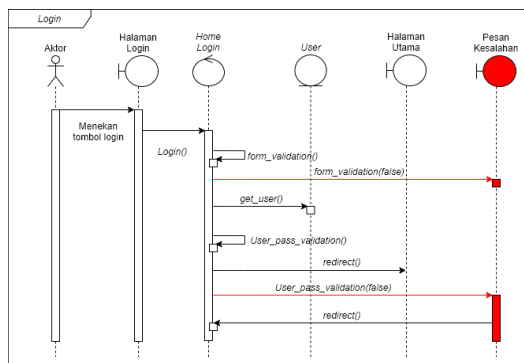 Login
Aktor
Halaman
Login
Home
Login
User
Halaman
Utama
Pesan
Kesalahan
Menekan
tombol login
Login()
form_validation()
form_validation(false)
get_user()
User_pass_validation()
redirect()
User_pass_validation(false)
redirect()